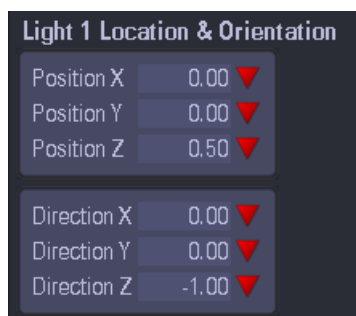 Light 1 Location & Orientation
Position X 0.00
Position Y 0.00
Position Z 0.50
Direction X 0.00
Direction Y 0.00
Direction Z -1.00